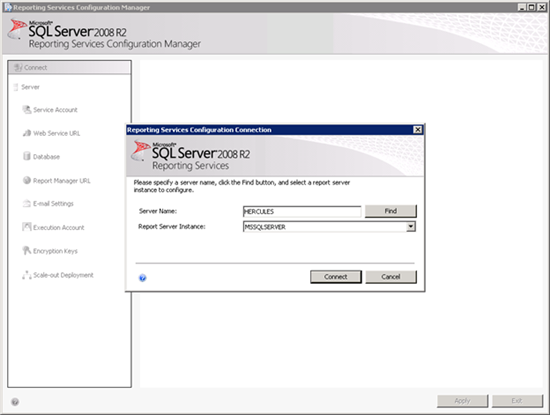 Reporting Services Configuration Manager
Microsoft
SQL Server 2008 R2
Reporting Services Configuration Manager
Connect
Server
Service Account
Web Service URL
Database
Report Manager URL
E-mail Settings
Execution Account
Encryption Keys
Scale-out Deployment
Reporting Services Configuration Connection
Microsoft
SQL Server 2008 R2
Reporting Services
Please specify a server name, click the Find button, and select a report server
instance to configure.
Server Name:
HERCULES
Find
Report Server Instance:
MSSQLSERVER
Connect
Cancel
Apply
Exit